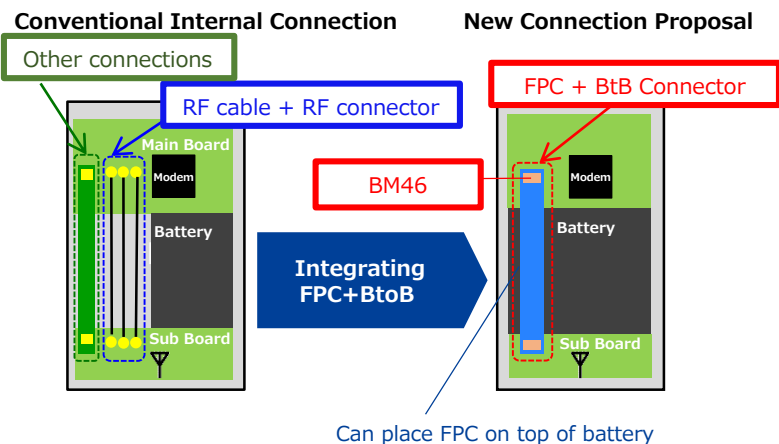 Conventional Internal Connection
New Connection Proposal
Other connections
RF cable + RF connector
FPC + BtB Connector
Main Board
Modem
Battery
Sub Board
Integrating
FPC+BtoB
BM46
Modem
Battery
Sub Board
Can place FPC on top of battery